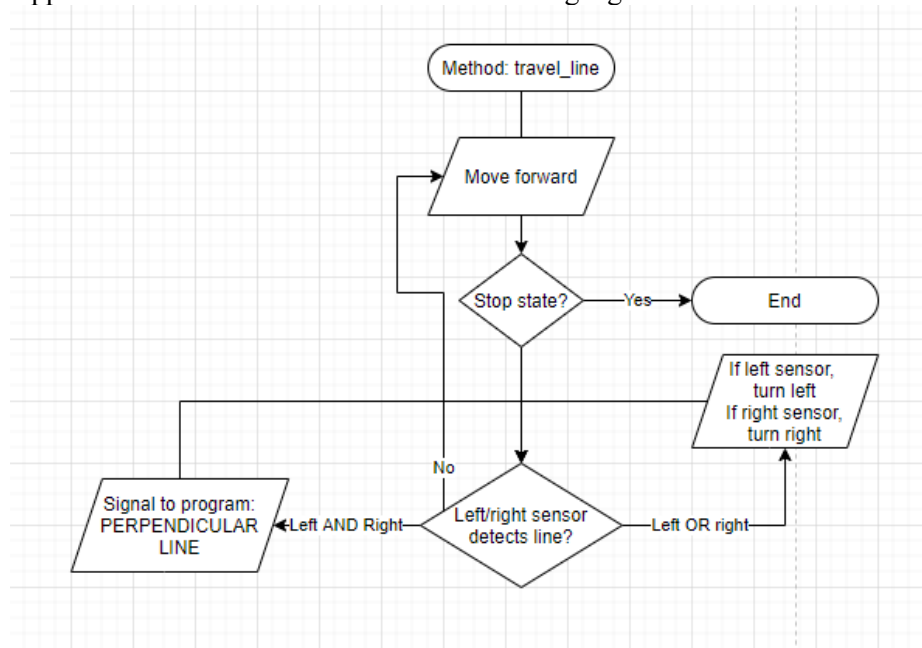 Method: travel_line
Move forward
Stop state?
Yes
End
If left sensor,
turn left
If right sensor,
turn right
No
Signal to program:
PERPENDICULAR
LINE
Left AND Right
Left/right sensor
detects line?
Left OR right